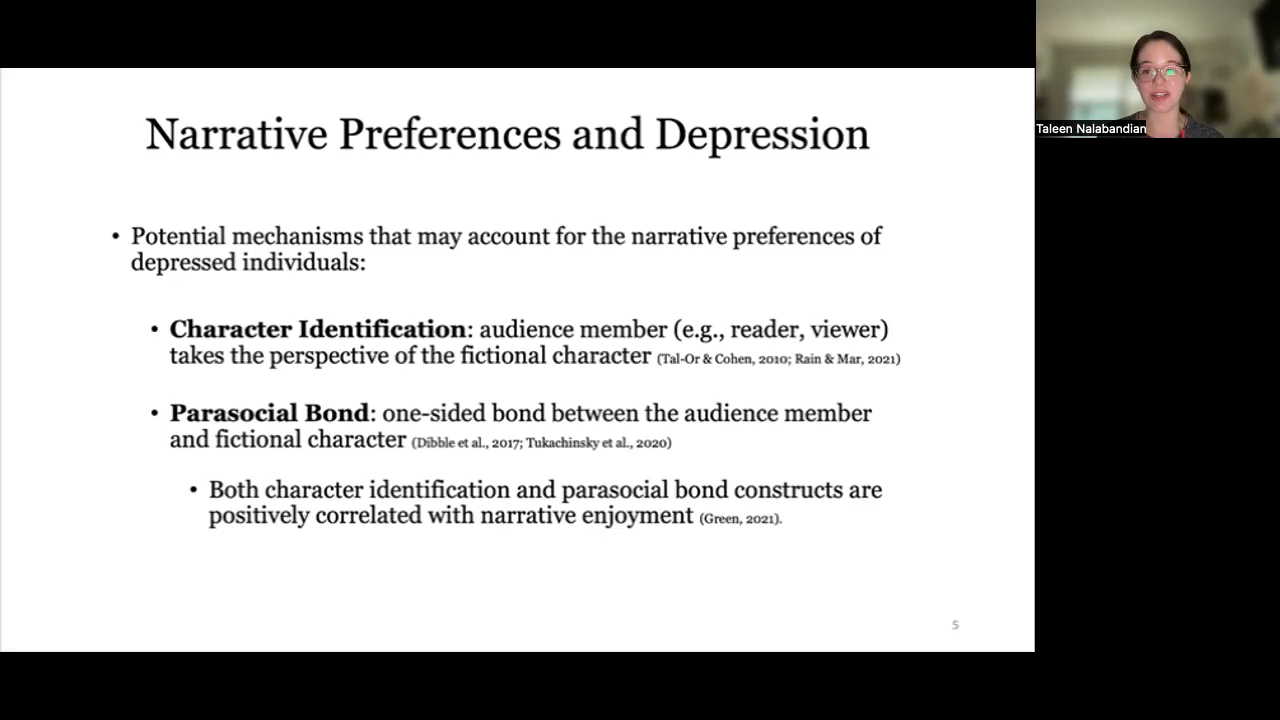 Narrative Preferences and Depression
• Potential mechanisms that may account for the narrative preferences of
depressed individuals:
• Character Identification: audience member (e.g., reader, viewer)
takes the perspective of the fictional character (Tal-Or & Cohen, 2010; Rain & Mar, 2021)
• Parasocial Bond: one-sided bond between the audience member
and fictional character (Dibble et al., 2017; Tukachinsky et al., 2020)
• Both character identification and parasocial bond constructs are
positively correlated with narrative enjoyment (Green, 2021).
5
Taleen Nalabandian